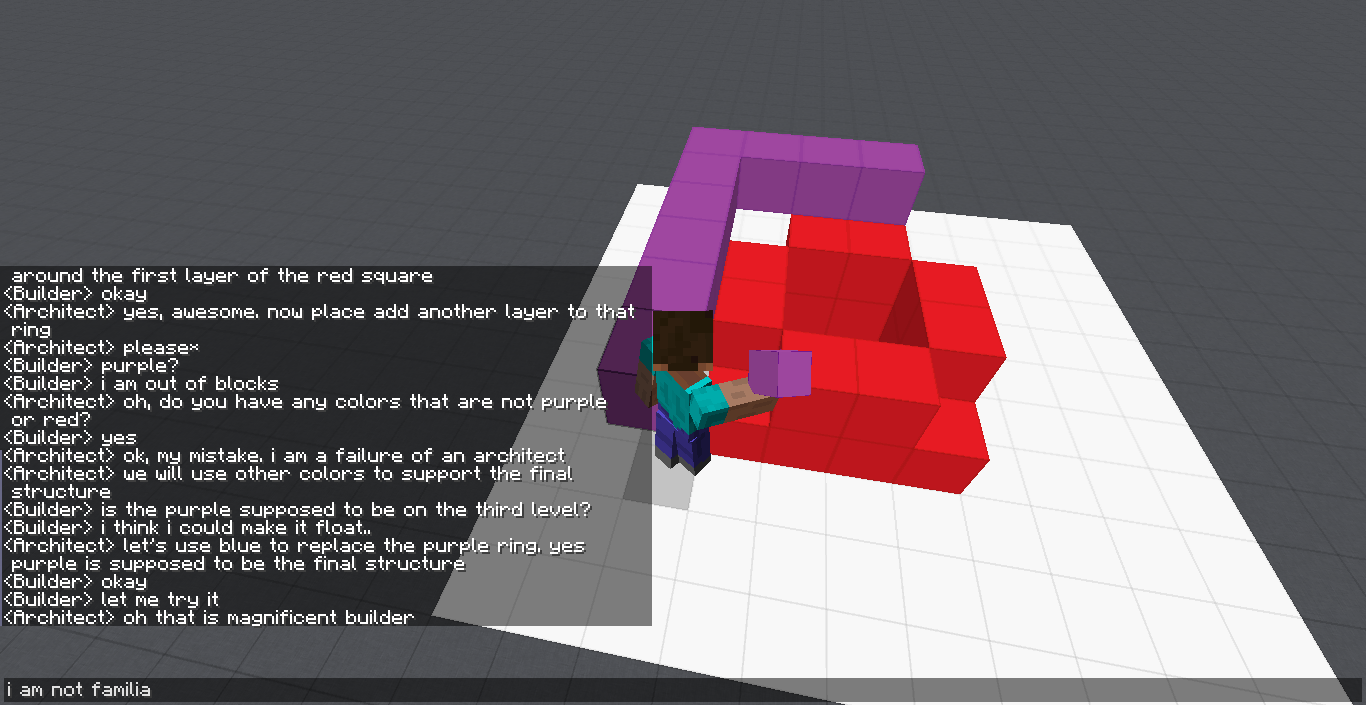 around the first layer of the red square
<Builder> okay
<Architect> yes, awesome. now place add another layer to that
ring
<Architect> please*
<Builder> purple?
<Builder> i am out of blocks
<Architect> oh, do you have any colors that are not purple
or red?
<Builder> yes
<Architect> ok, my mistake. i am a failure of an architect
<Architect> we will use other colors to support the final
structure
<Builder> is the purple supposed to be on the third level?
<Builder> i think i could make it float..
<Architect> let's use blue to replace the purple ring. yes
purple is supposed to be the final structure
<Builder> okay
<Builder> let me try it
<Architect> oh that is magnificent builder
i am not familia